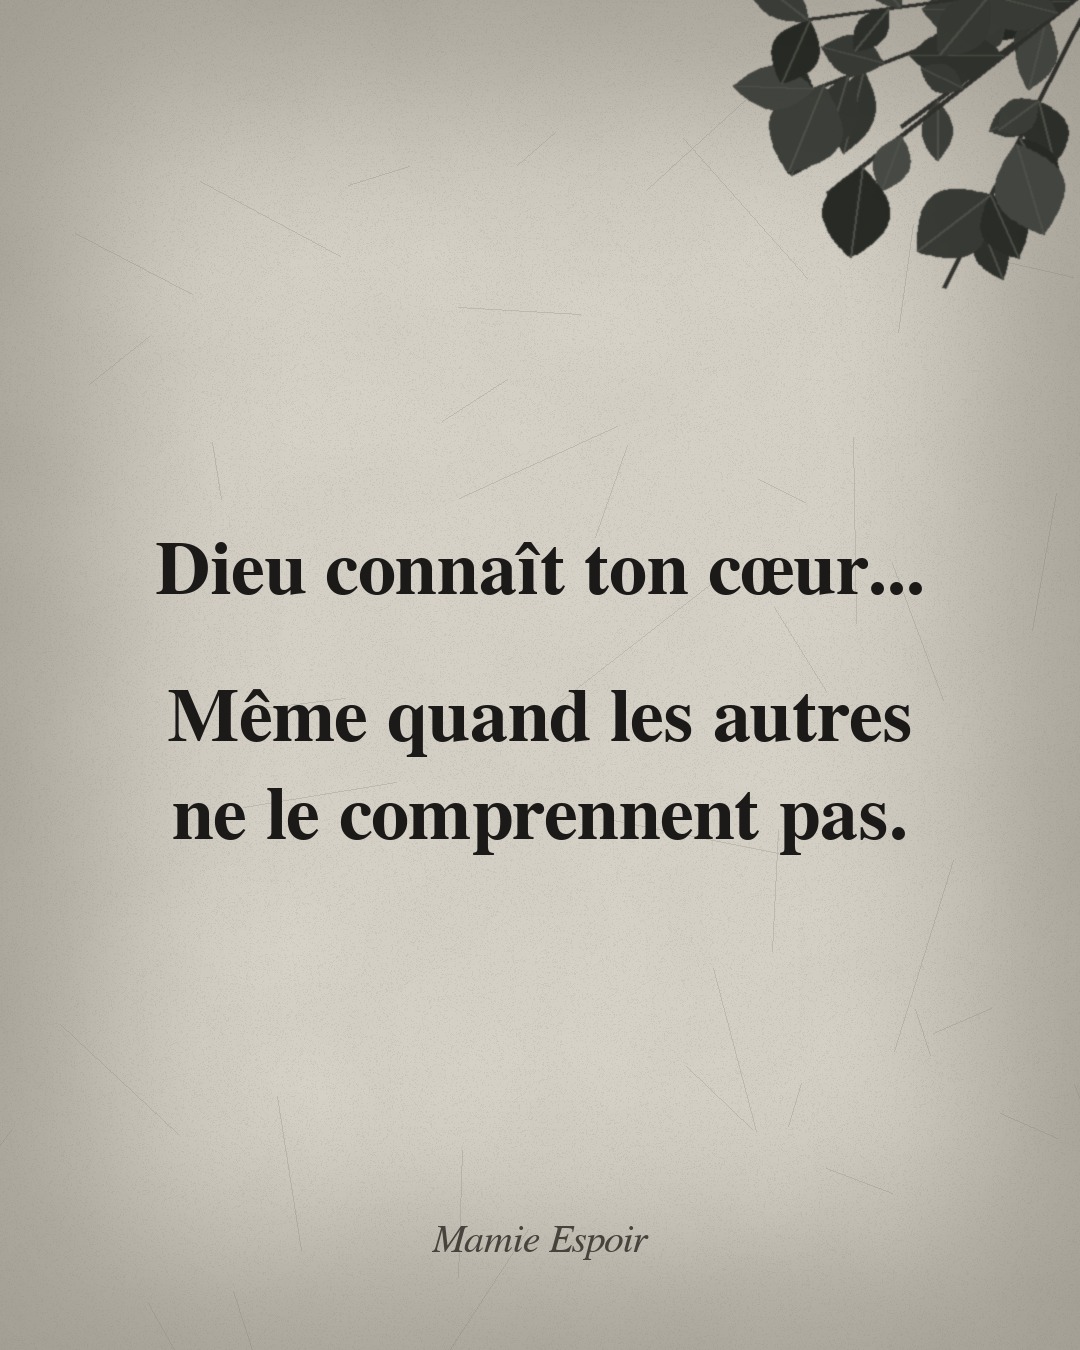 Dieu connaît ton cœur...
Même quand les autres
ne le comprennent pas.
Mamie Espoir